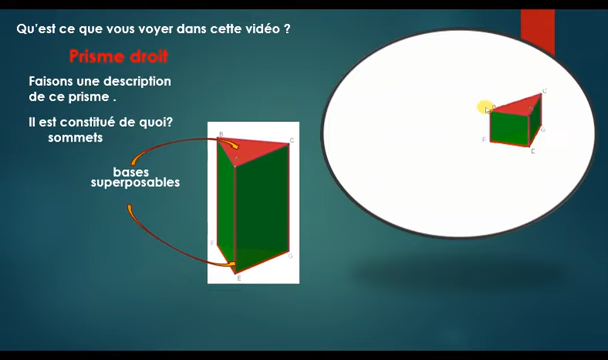 Qu'est ce que vous voyer dans cette vidéo ?
Prisme droit
Faisons une description
de ce prisme .
Il est constitué de quoi?
sommets
bases
superposables
B
C
A
F
G
E
C
F
E